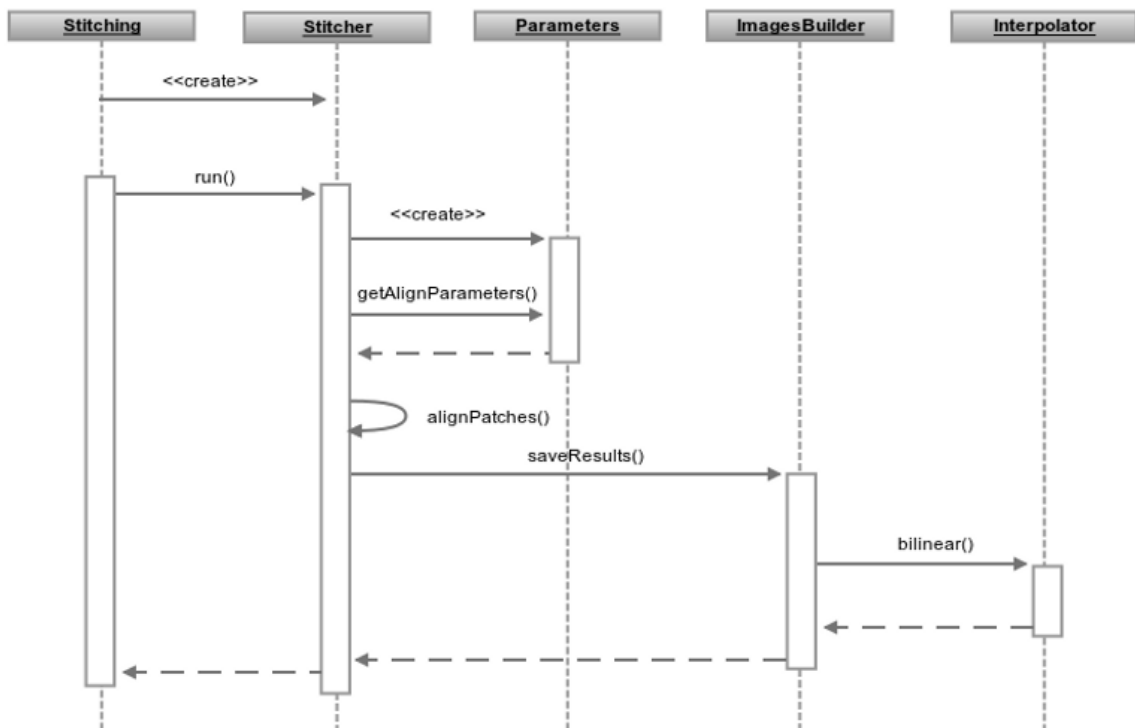 Stitching
Stitcher
Parameters
ImagesBuilder
Interpolator
<<create>>
run()
<<create>>
getAlignParameters()
alignPatches()
saveResults()
bilinear()